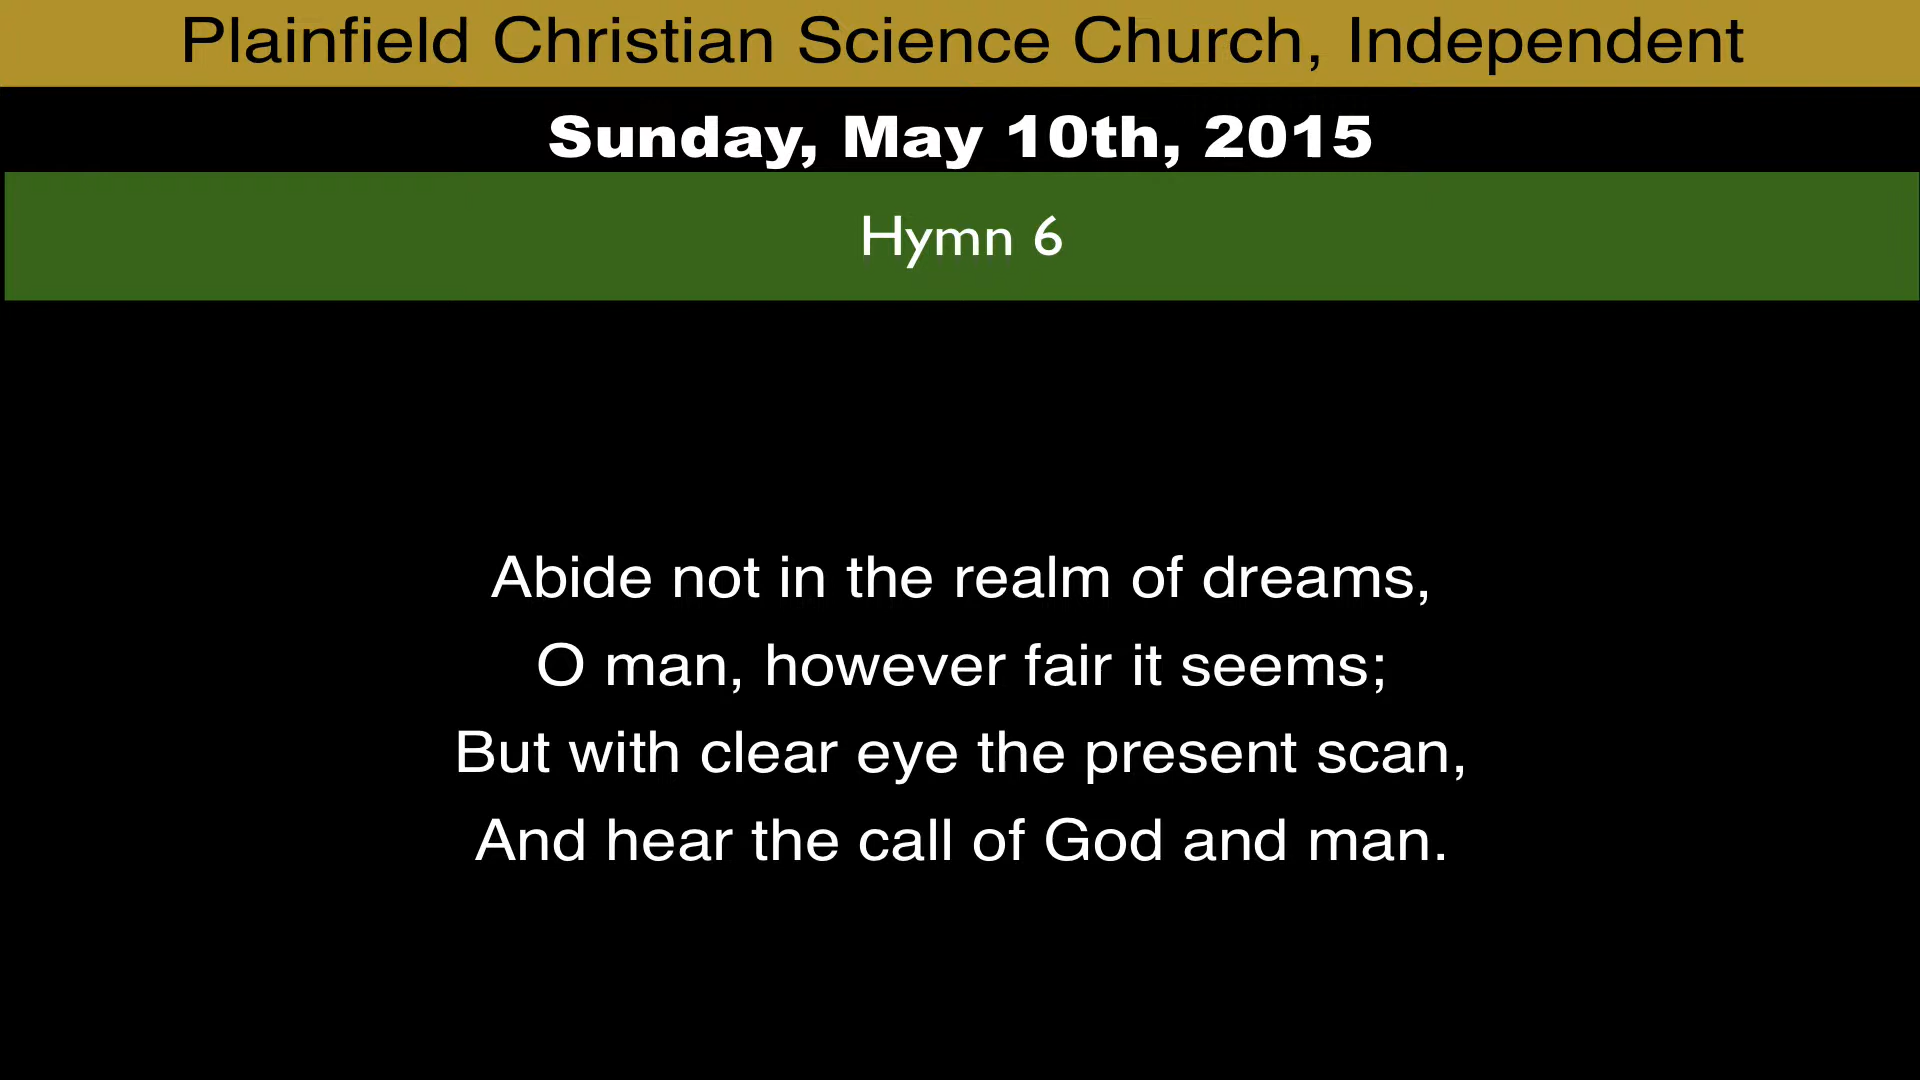 Plainfield Christian Science Church, Independent
Sunday, May 10th, 2015
Hymn 6
Abide not in the realm of dreams,
O man, however fair it seems;
But with clear eye the present scan,
And hear the call of God and man.